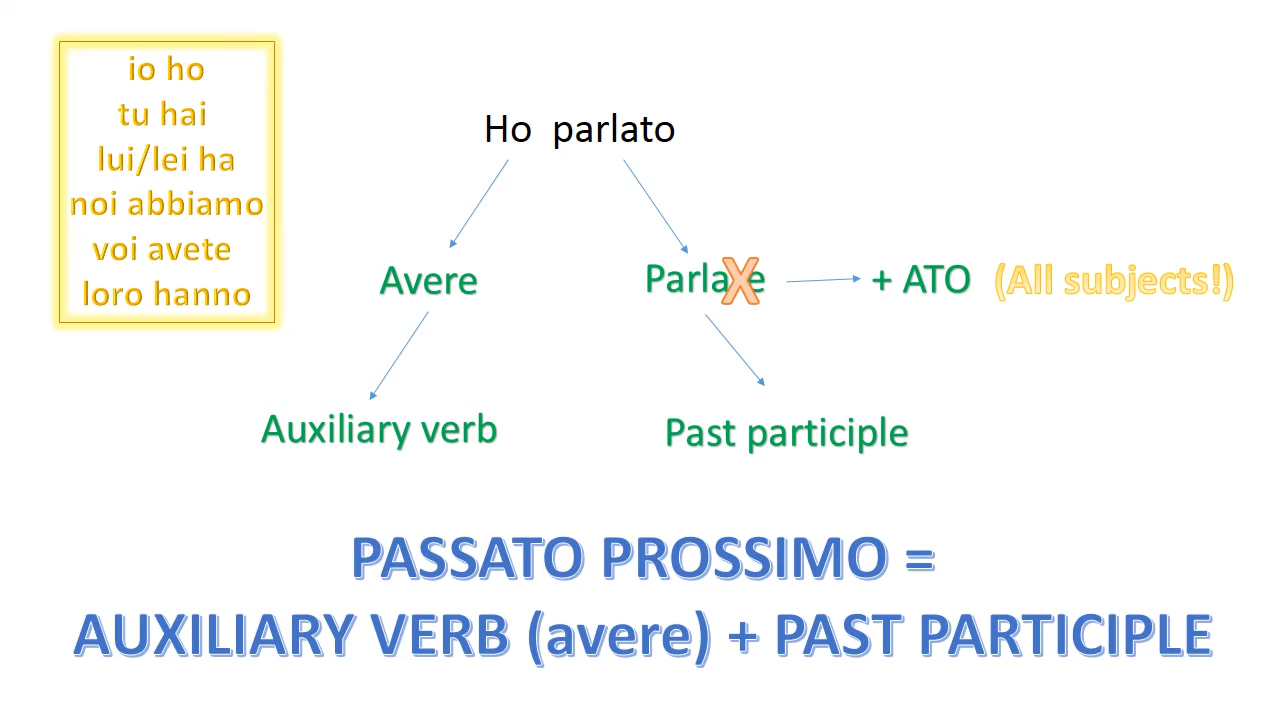 io ho
tu hai
lui/lei ha
noi abbiamo
voi avete
loro hanno
Ho parlato
Avere
Parlare X
+ ATO
(All subjects!)
Auxiliary verb
Past participle
PASSATO PROSSIMO =
AUXILIARY VERB (avere) + PAST PARTICIPLE